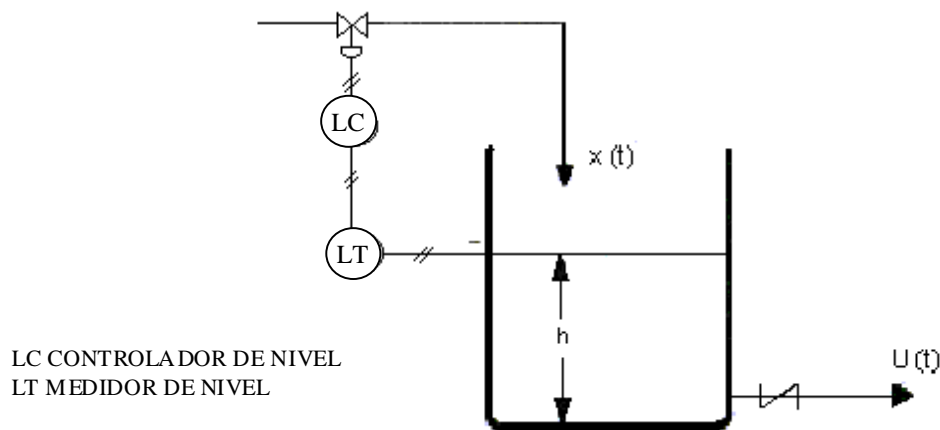 LC
x (t)
LT
h
LC CONTROLADOR DE NIVEL
LT MEDIDOR DE NIVEL
U (t)